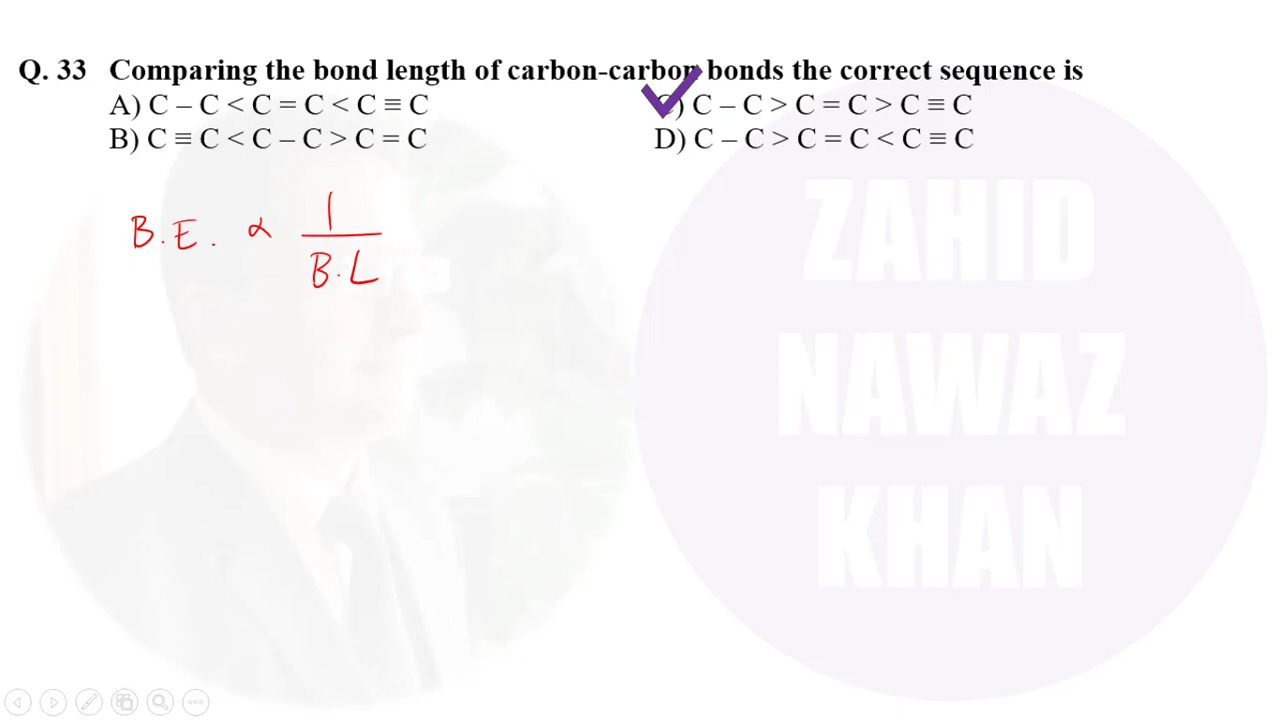 Q. 33 Comparing the bond length of carbon-carbon bonds the correct sequence is
A) C – C < C = C < C ≡ C
C) C – C > C = C > C ≡ C
B) C ≡ C < C – C > C = C
D) C – C > C = C < C ≡ C
B.E. ∝ 1
B.L
ZAHID
NAWAZ
KHAN